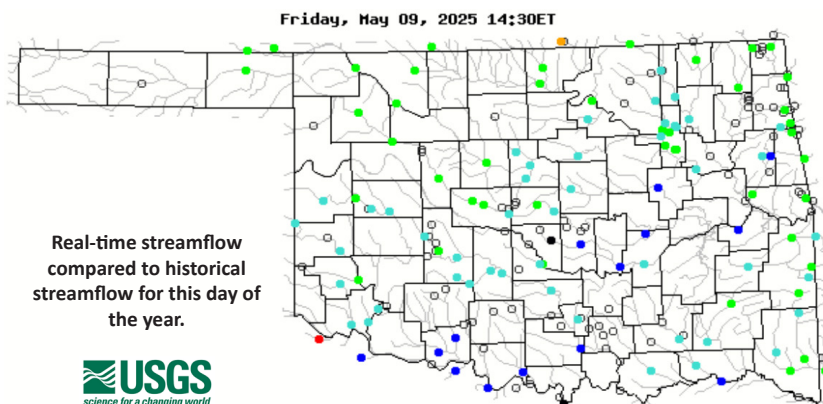 Friday, May 09, 2025 14:30ET
Real-time streamflow
compared to historical
streamflow for this day of
the year.
USGS
science for a changing world